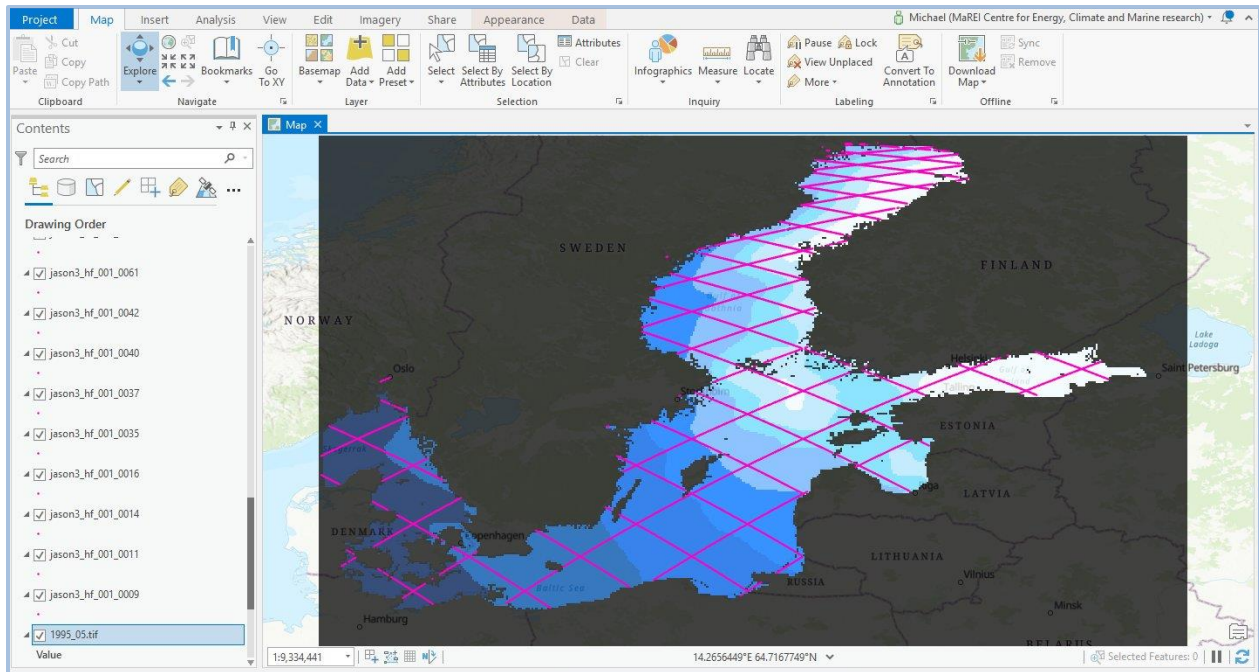 Project Map Insert Analysis View Edit Imagery Share Appearance Data Michael (MaREI Centre for Energy, Climate and Marine research)
Cut
Copy
Copy Path
Paste
Clipboard
Explore
Bookmarks
Go
To XY
Navigate
Basemap
Add
Data
Add
Preset
Layer
Select
Select By
Attributes
Select By
Location
Attributes
Clear
Selection
Infographics
Measure
Locate
Inquiry
Pause
Lock
View Unplaced
More
Convert To
Annotation
Labeling
Download
Map
Sync
Remove
Offline
Contents
Search
Drawing Order
jason3_hf_001_0061
jason3_hf_001_0042
jason3_hf_001_0040
jason3_hf_001_0037
jason3_hf_001_0035
jason3_hf_001_0016
jason3_hf_001_0014
jason3_hf_001_0011
jason3_hf_001_0009
1995_05.tif
Value
Map
SWEDEN
FINLAND
NORWAY
Lake
Ladoga
Oslo
Helsinki
Saint Petersburg
Tallinn
ESTONIA
LATVIA
DENMARK
LITHUANIA
Vilnius
RUSSIA
Baltic Sea
Minsk
Hamburg
BELARUS
1:9,334,441
14.2656449°E 64.7167749°N
Selected Features: 0